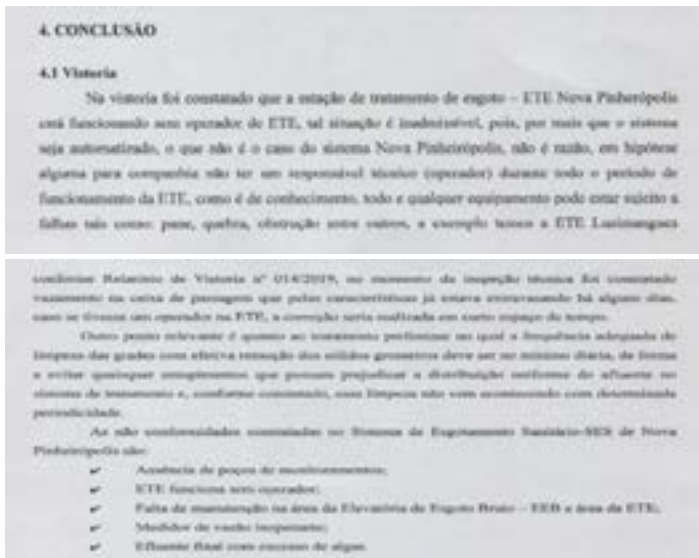 4. CONCLUSÃO
4.1 Vistoria
Na vistoria foi constatado que a estação de tratamento de esgoto – ETE Nova Pinherópolis
está funcionando sem operador de ETE, tal situação é inadmissível, pois, por mais que o sistema
seja automatizado, o que não é o caso do sistema Nova Pinheirópolis, não é razão, em hipótese
alguma para companhia não ter um responsável técnico (operador) durante todo o período de
funcionamento da ETE, como é de conhecimento, todo e qualquer equipamento pode estar sujeito a
falhas tais como: pane, quebra, obstrução entre outros, a exemplo temos a ETE Luzimangues
conforme Relatório de Vistoria nº 014/2019, no momento da inspeção técnica foi constatado
vazamento na caixa de passagem que pelas características já estava extravasando há alguns dias,
caso se tivesse um operador na ETE, a correção seria realizada em curto espaço de tempo.
Outro ponto relevante é quanto ao tratamento preliminar no qual a frequência adequada de
limpeza das grades com efetiva remoção dos sólidos grosseiros deve ser no mínimo diária, de forma
a evitar quaisquer entupimentos que possam prejudicar a distribuição uniforme do afluente no
sistema de tratamento e, conforme constatado, essa limpeza não vem acontecendo com determinada
periodicidade.
As não conformidades constatadas no Sistema de Esgotamento Sanitário-SES de Nova
Pinheirópolis são:
✔ Ausência de poços de monitoramentos;
✔ ETE funciona sem operador;
✔ Falta de manutenção na área da Elevatória de Esgoto Bruto – EEB e área da ETE;
✔ Medidor de vazão inoperante;
✔ Efluente final com excesso de algas.